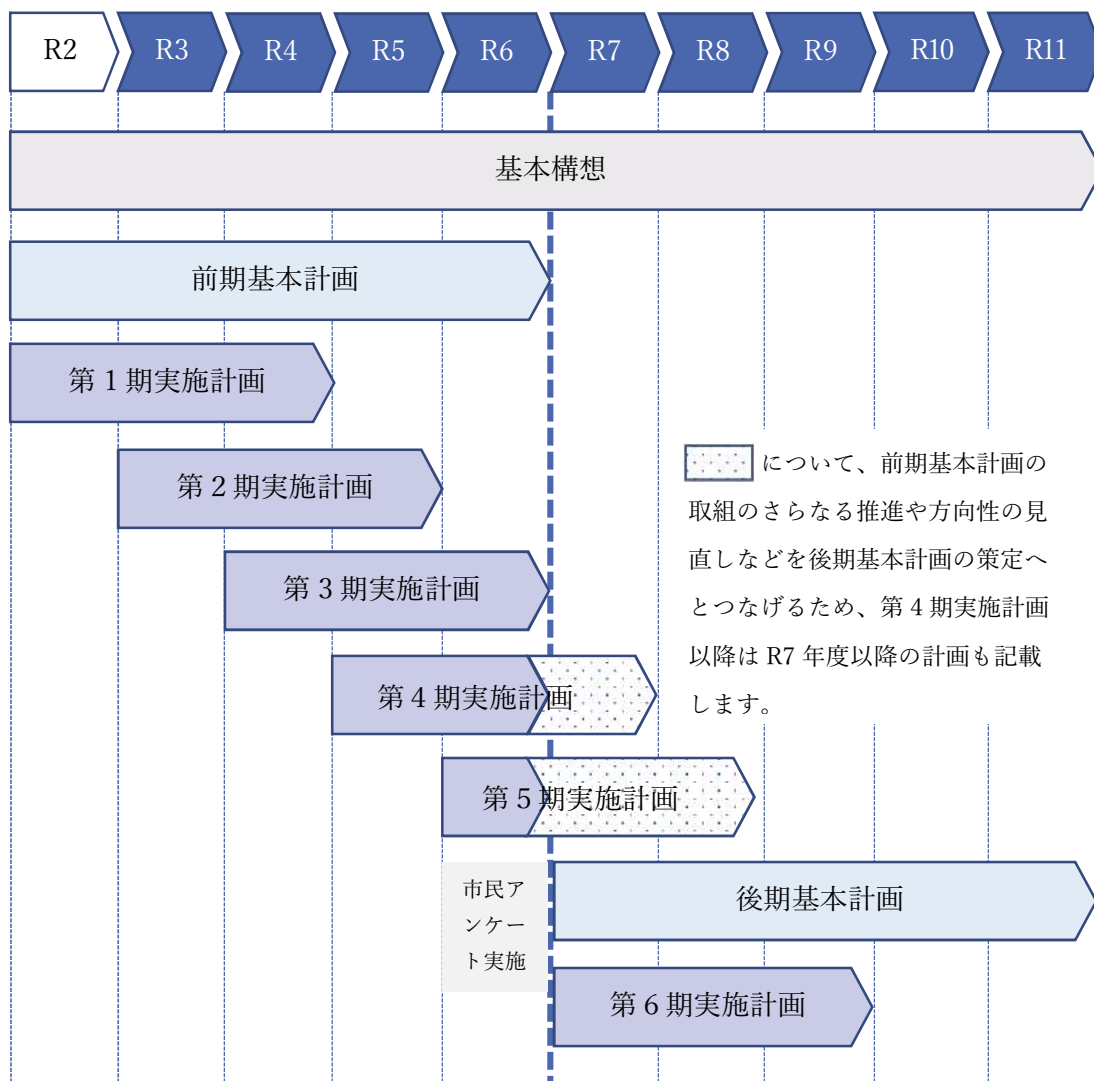 R2 R3 R4 R5 R6 R7 R8 R9 R10 R11
基本構想
前期基本計画
第１期実施計画
第２期実施計画
第３期実施計画
について、前期基本計画の
取組のさらなる推進や方向性の見
直しなどを後期基本計画の策定へ
とつなげるため、第４期実施計画
以降は R7 年度以降の計画も記載
します。
第４期実施計画
第５期実施計画
市民ア
ンケー
ト実施
後期基本計画
第６期実施計画